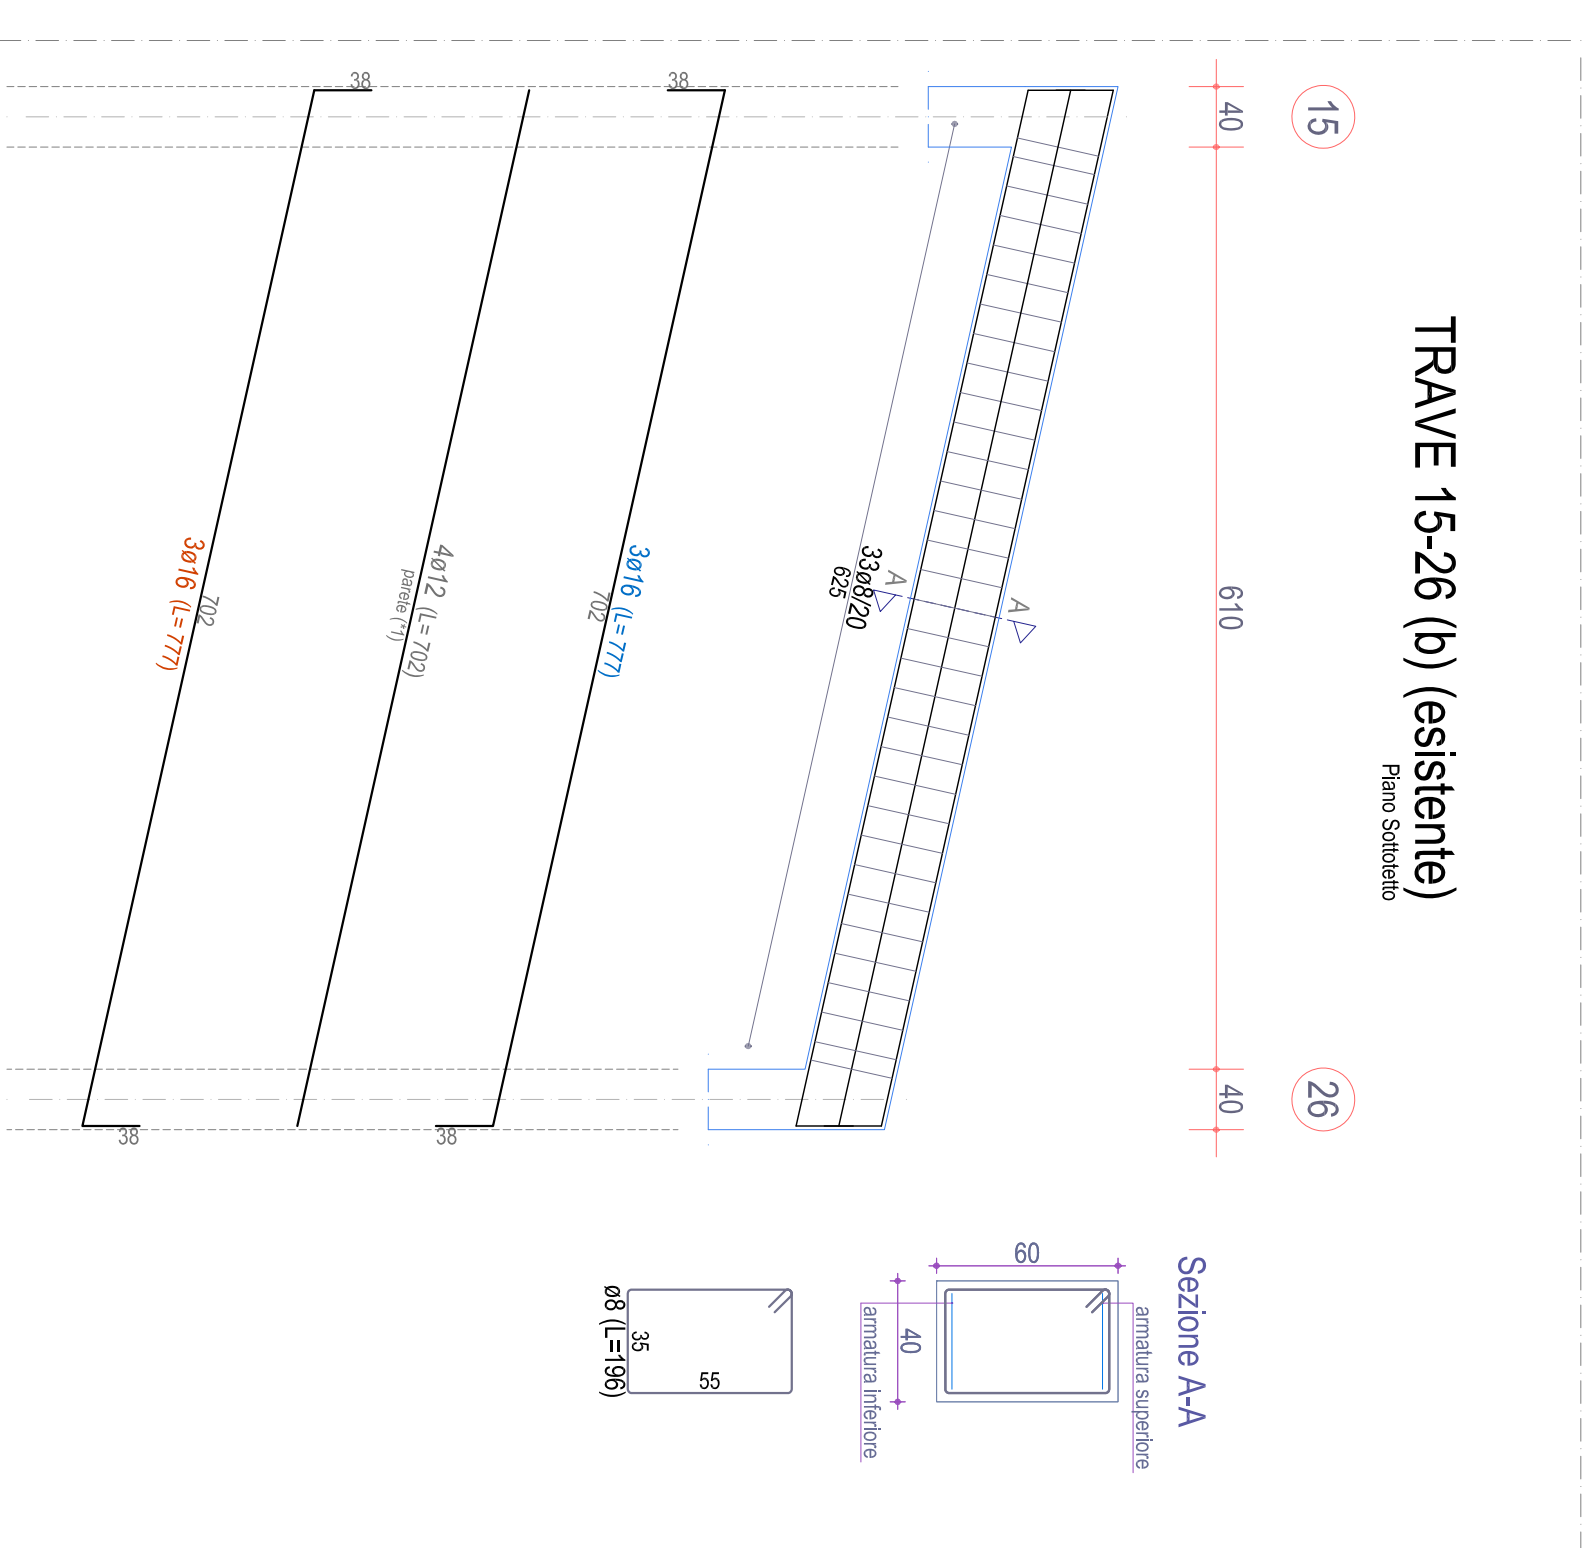 TRAVE 15-26 (b) (esistente)
Piano Sottotetto
15
26
40
610
40
A
A
33ø8/20
625
38
702
38
3ø16 (L=777)
4ø12 (L=702)
parete (*1)
38
702
38
3ø16 (L=777)
Sezione A-A
armatura superiore
60
40
armatura inferiore
55
35
ø8 (L=196)